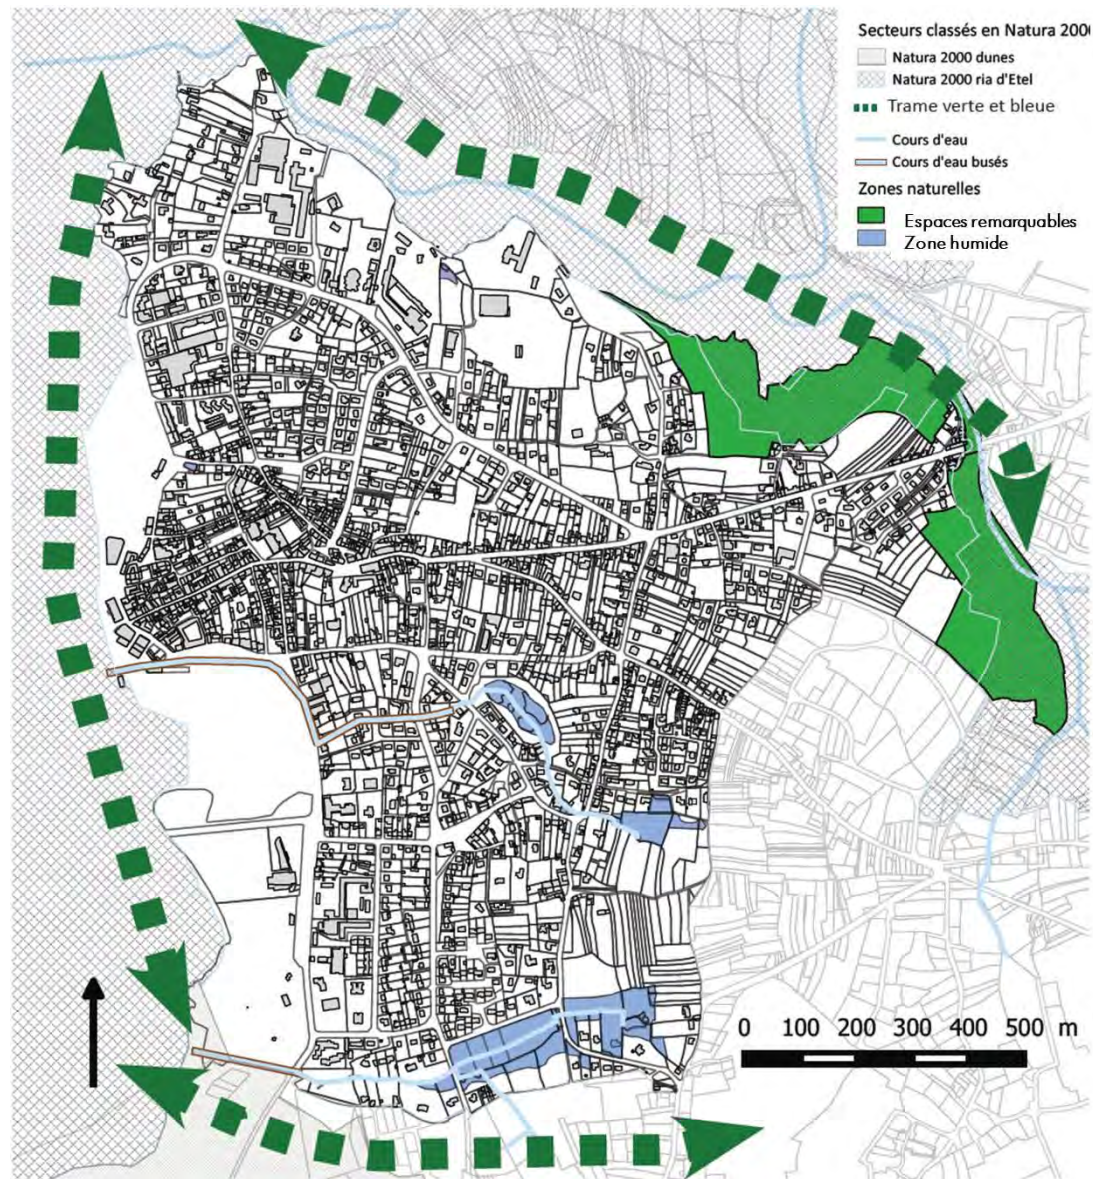 Secteurs classés en Natura 200
Natura 2000 dunes
Natura 2000 ria d'Etel
Trame verte et bleue
Cours d'eau
Cours d'eau busés
Zones naturelles
Espaces remarquables
Zone humide
0 100 200 300 400 500 m